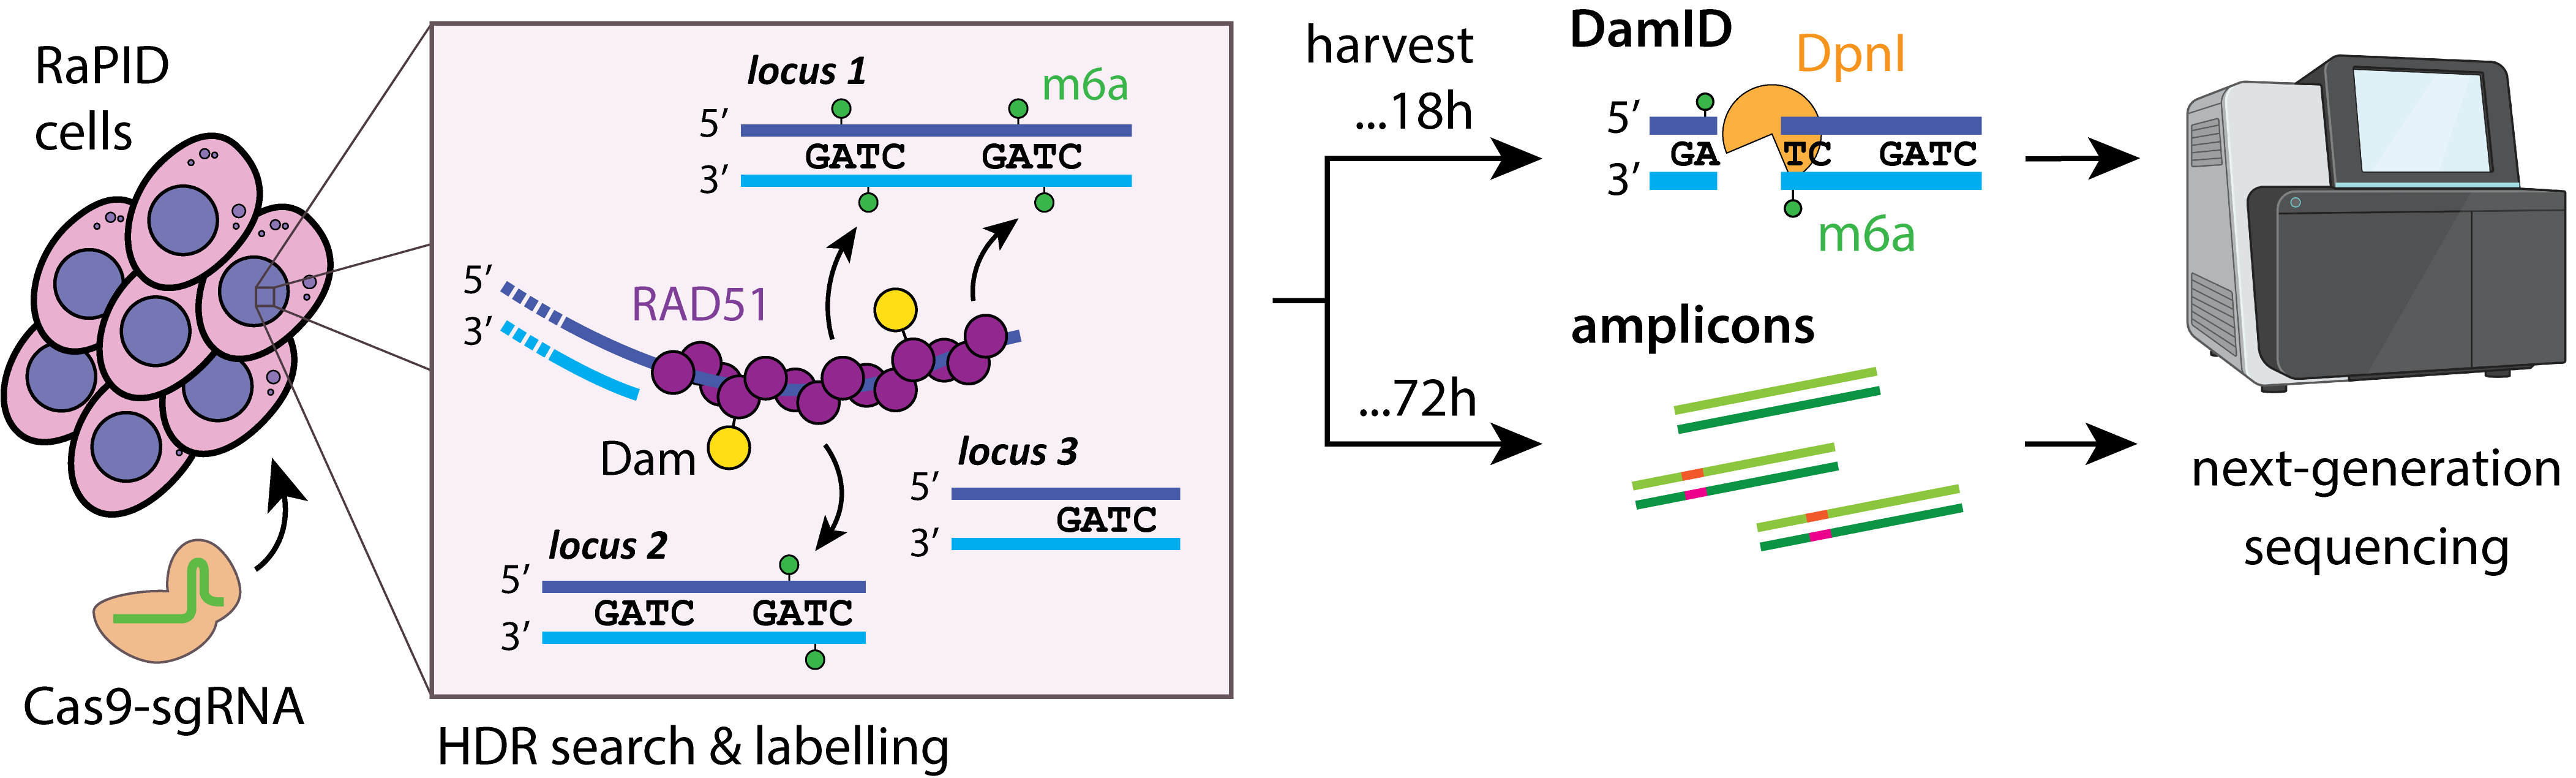 RaPID
cells
Cas9-sgRNA
locus 1
m6a
5′
GATC GATC
3′
5′
3′
RAD51
Dam
locus 3
5′
GATC
3′
locus 2
5′
GATC GATC
3′
HDR search & labelling
harvest
...18h
...72h
DamID
DpnI
5′
GA TC GATC
3′
m6a
amplicons
next-generation
sequencing